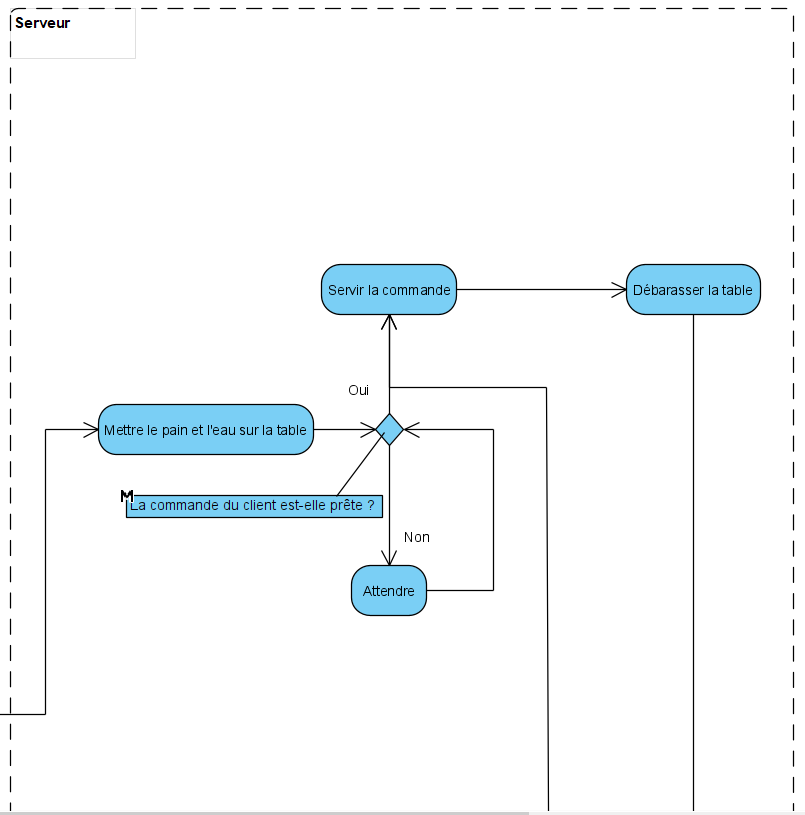 Serveur
Servir la commande
Débarasser la table
Oui
Mettre le pain et l'eau sur la table
La commande du client est-elle prête ?
Non
Attendre